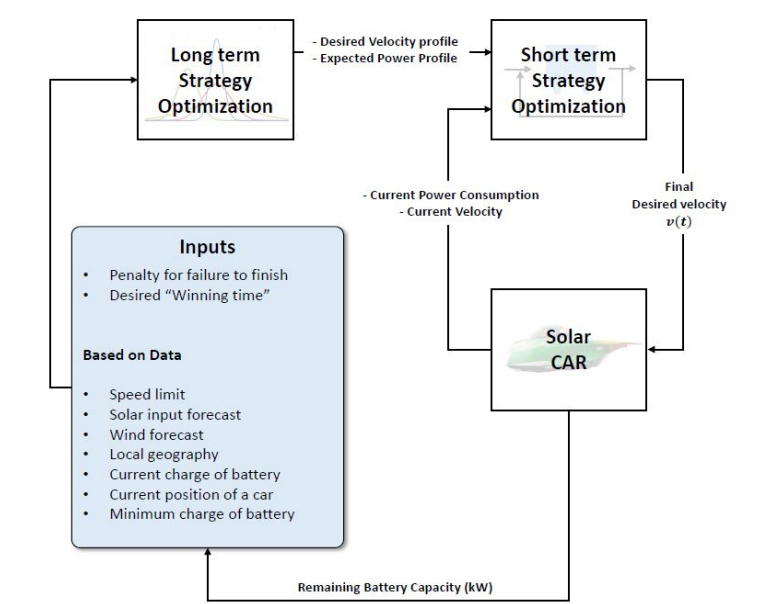 Long term
Strategy
Optimization
- Desired Velocity profile
- Expected Power Profile
Short term
Strategy
Optimization
- Current Power Consumption
- Current Velocity
Final
Desired velocity
v(t)
Inputs
• Penalty for failure to finish
• Desired “Winning time”
Based on Data
• Speed limit
• Solar input forecast
• Wind forecast
• Local geography
• Current charge of battery
• Current position of a car
• Minimum charge of battery
Solar
CAR
Remaining Battery Capacity (kW)